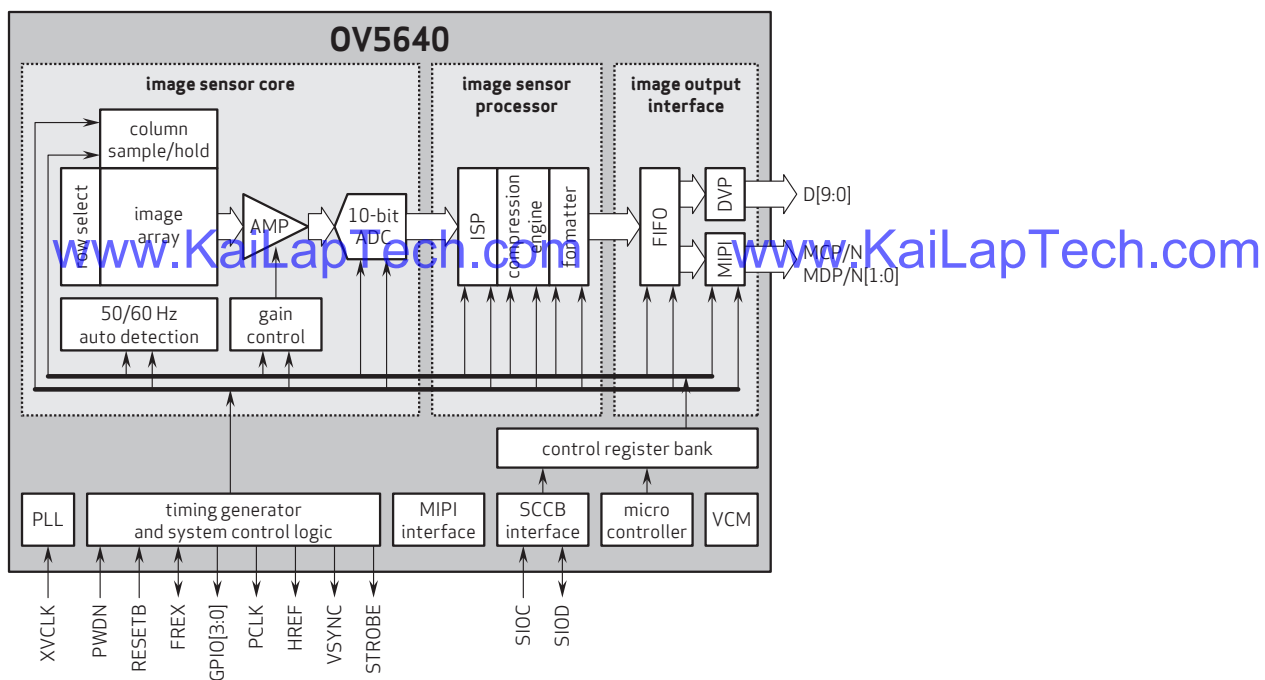 OV5640
image sensor core
image sensor
processor
image output
interface
column
sample/hold
row select
image
array
AMP
10-bit
ADC
ISP
compression
engine
formatter
FIFO
DVP
MIPI
D[9:0]
MCP/N
MDP/N[1:0]
www.KaiLapTech.com
www.KaiLapTech.com
50/60 Hz
auto detection
gain
control
control register bank
PLL
timing generator
and system control logic
MIPI
interface
SCCB
interface
micro
controller
VCM
XVCLK
PWDN
RESETB
FREX
GPIO[3:0]
PCLK
HREF
VSYNC
STROBE
SIOC
SIOD